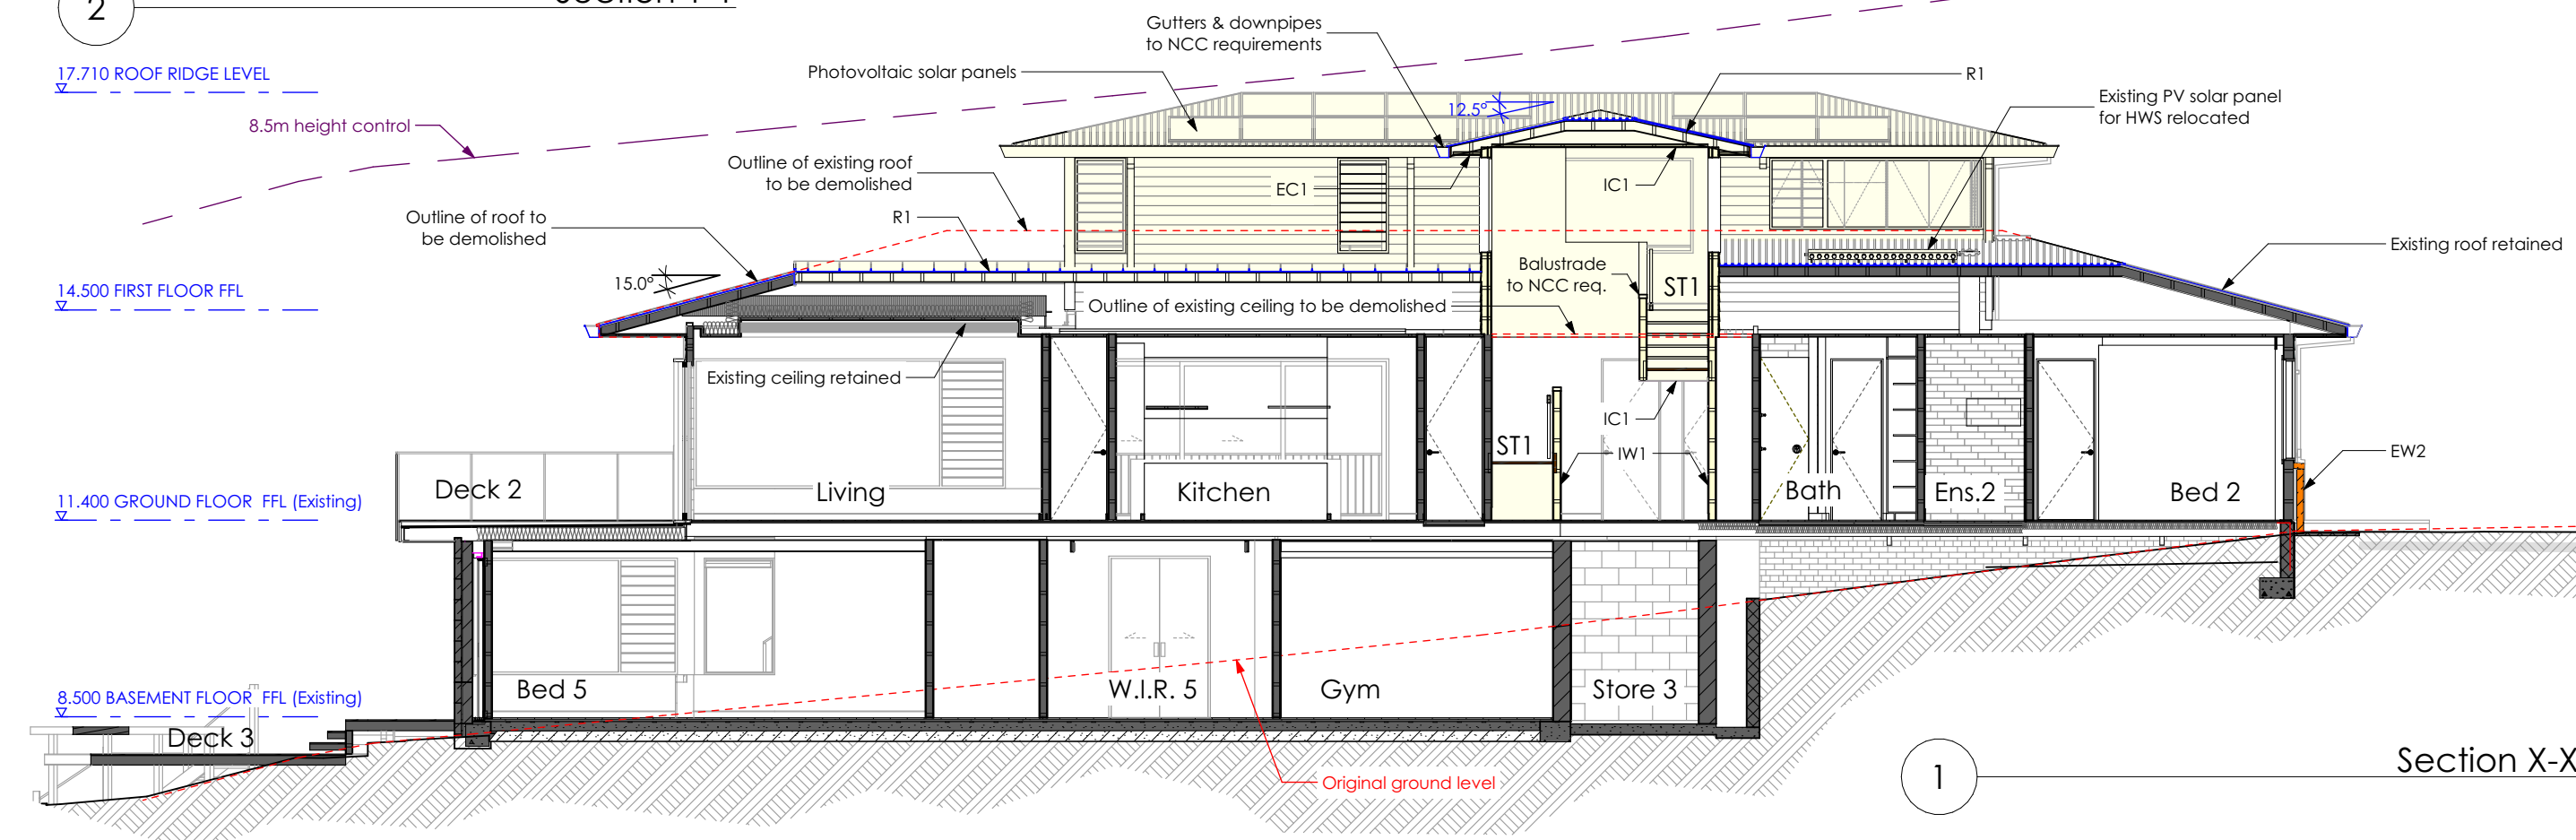 2
17.710 ROOF RIDGE LEVEL
8.5m height control
Gutters & downpipes
to NCC requirements
Photovoltaic solar panels
12.5°
R1
Existing PV solar panel
for HWS relocated
Outline of existing roof
to be demolished
EC1
IC1
Outline of roof to
be demolished
R1
Existing roof retained
15.0°
14.500 FIRST FLOOR FFL
Balustrade
to NCC req.
ST1
Outline of existing ceiling to be demolished
Existing ceiling retained
IC1
ST1
IW1
EW2
11.400 GROUND FLOOR FFL (Existing)
Deck 2
Living
Kitchen
Bath
Ens.2
Bed 2
8.500 BASEMENT FLOOR FFL (Existing)
Bed 5
W.I.R. 5
Gym
Store 3
Deck 3
Original ground level
1
Section X-X